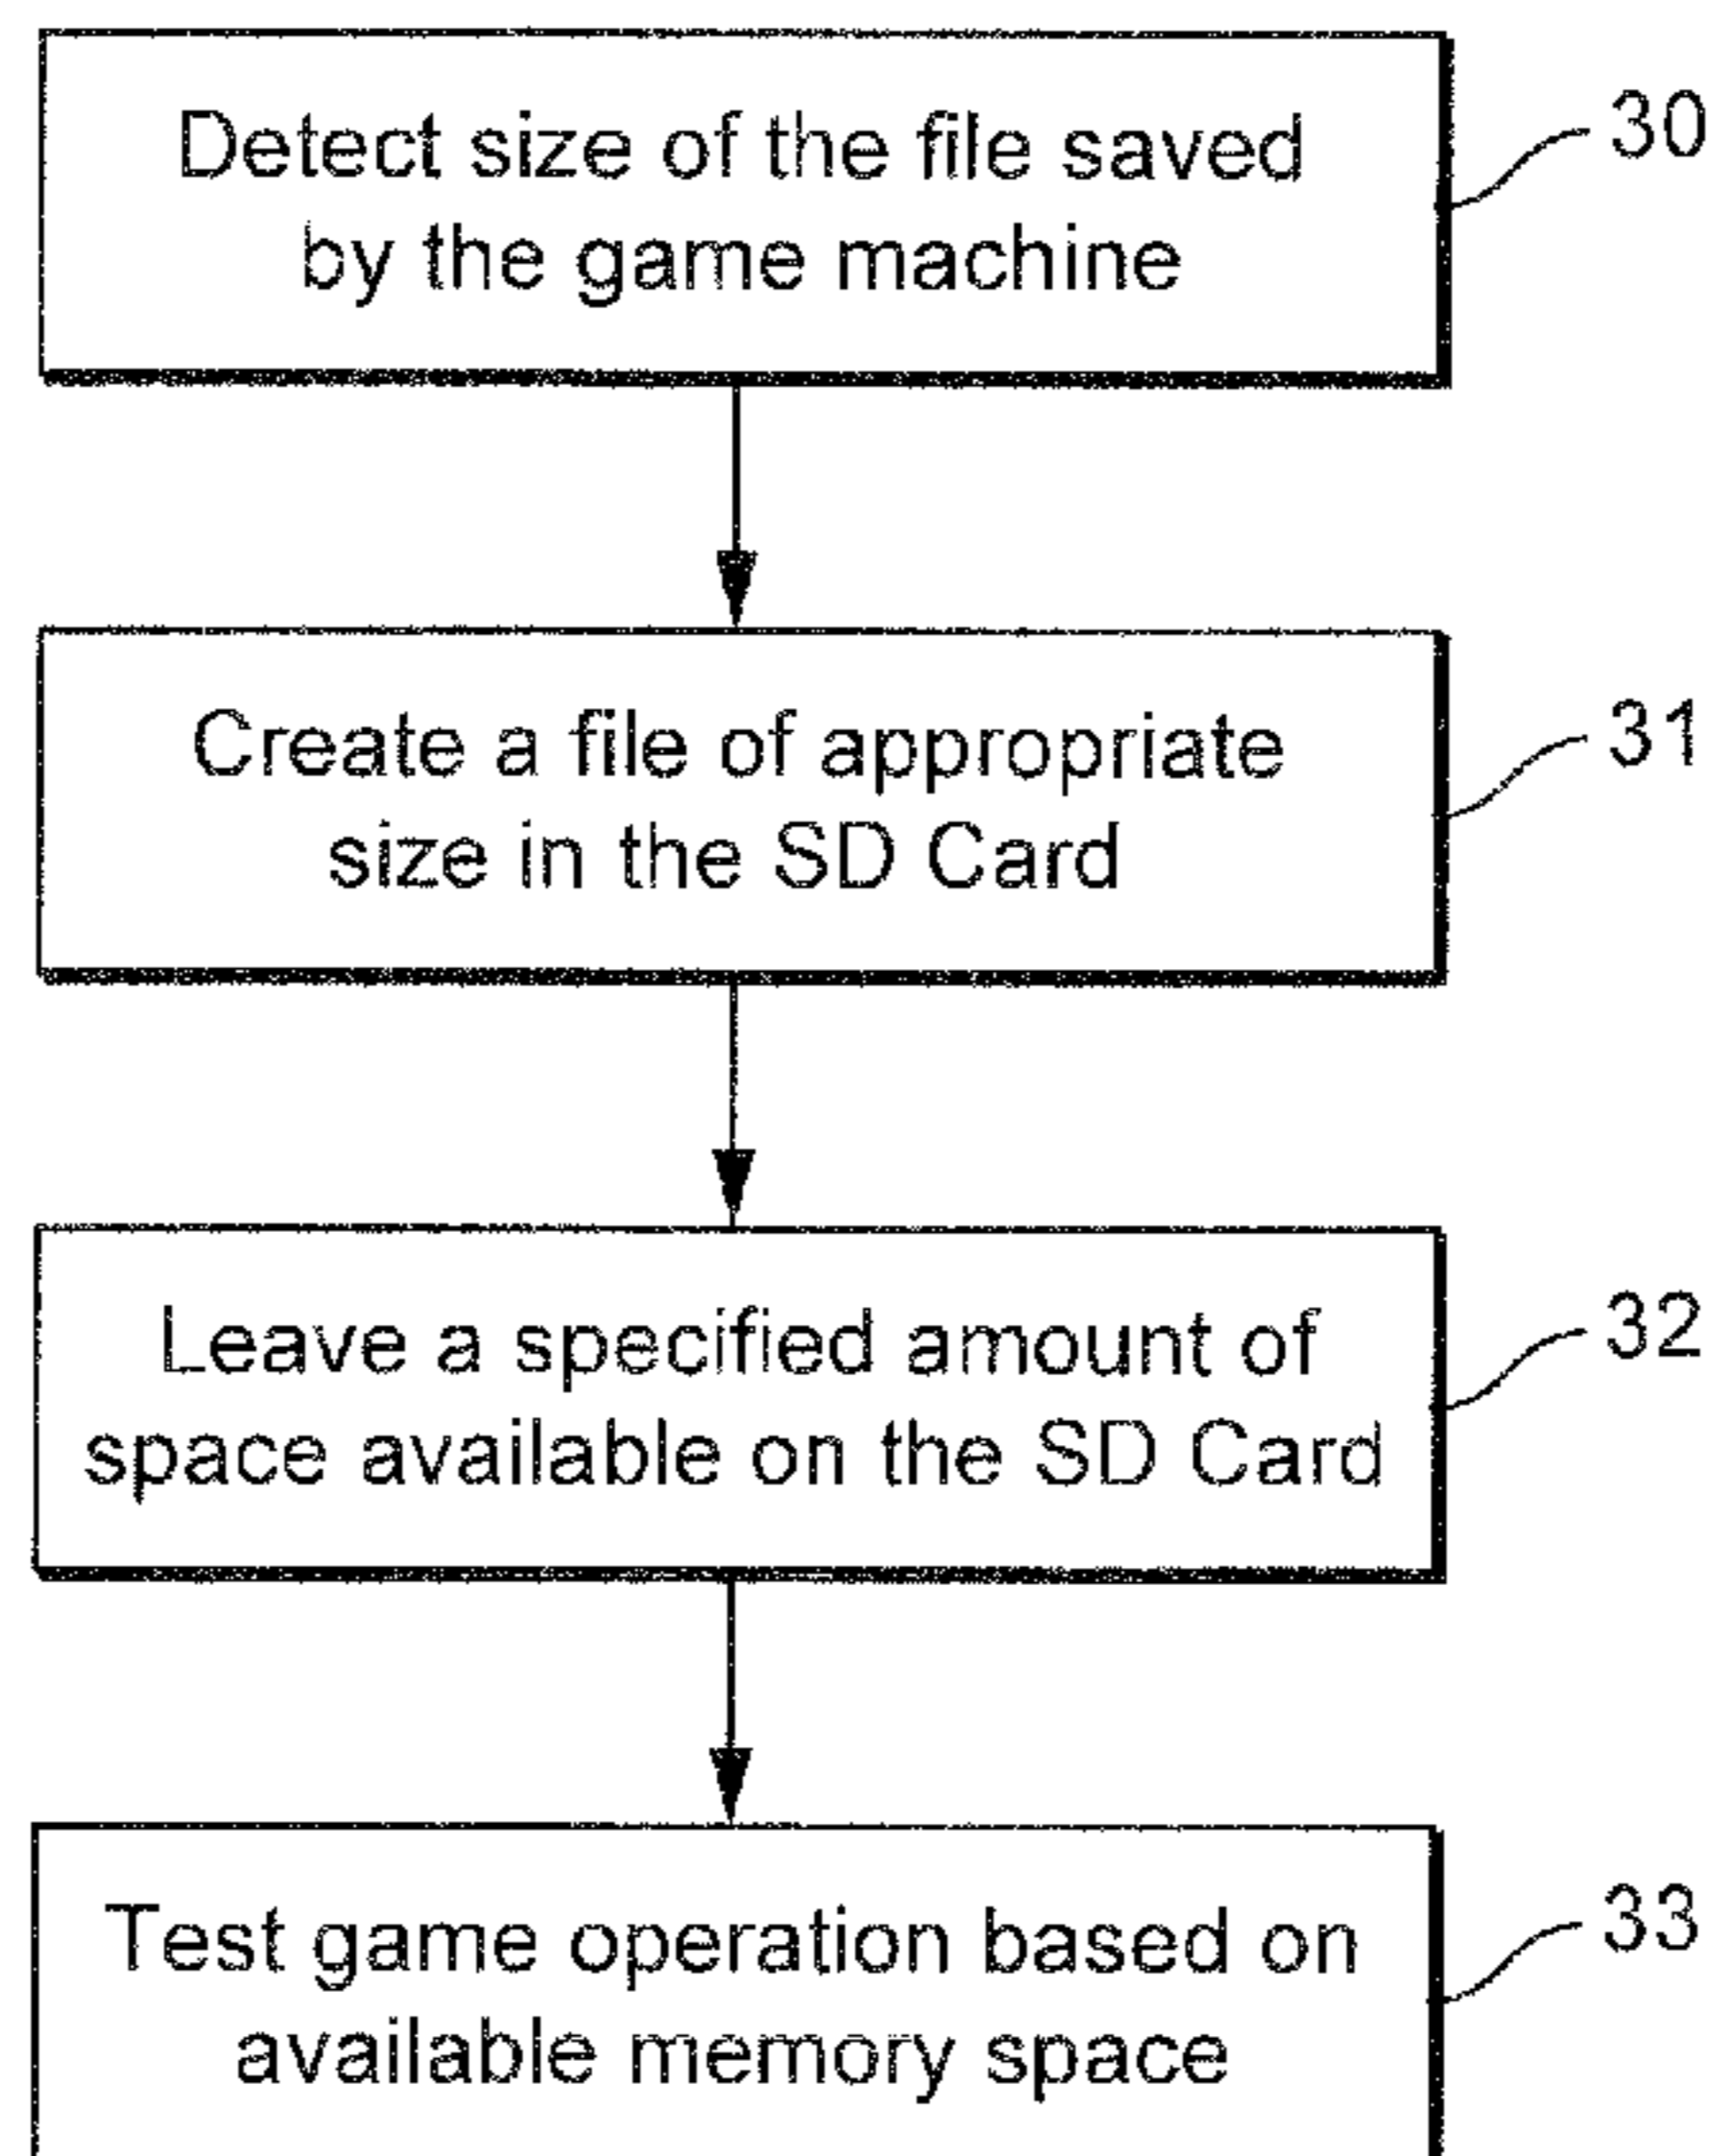 Detect size of the file saved
by the game machine
30
Create a file of appropriate
size in the SD Card
31
Leave a specified amount of
space available on the SD Card
32
Test game operation based on
available memory space
33